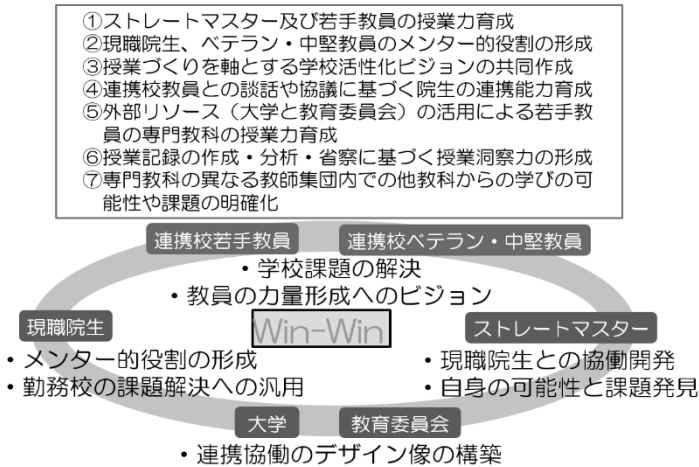 ①ストレートマスター及び若手教員の授業力育成
②現職院生、ベテラン・中堅教員のメンター的役割の形成
③授業づくりを軸とする学校活性化ビジョンの共同作成
④連携校教員との談話や協議に基づく院生の連携能力育成
⑤外部リソース（大学と教育委員会）の活用による若手教
員の専門教科の授業力育成
⑥授業記録の作成・分析・省察に基づく授業洞察力の形成
⑦専門教科の異なる教師集団内での他教科からの学びの可
能性や課題の明確化
連携校若手教員
連携校ベテラン・中堅教員
・学校課題の解決
・教員の力量形成へのビジョン
現職院生
Win-Win
ストレートマスター
・メンター的役割の形成
・勤務校の課題解決への汎用
・現職院生との協働開発
・自身の可能性と課題発見
大学
教育委員会
・連携協働のデザイン像の構築